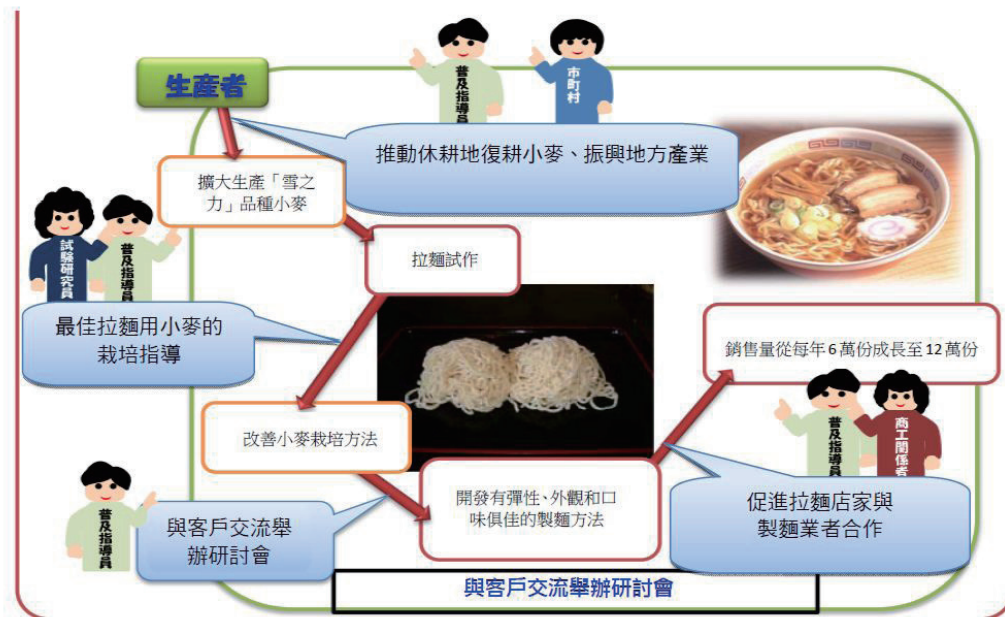 普及指導員
市町村
生產者
推動休耕地復耕小麥、振興地方產業
擴大生產「雪之
力」品種小麥
試驗研究員
普及指導員
拉麵試作
最佳拉麵用小麥的
栽培指導
銷售量從每年6萬份成長至12萬份
改善小麥栽培方法
普及指導員
商工關係者
開發有彈性、外觀和口
味俱佳的製麵方法
促進拉麵店家與
製麵業者合作
普及指導員
與客戶交流舉
辦研討會
與客戶交流舉辦研討會